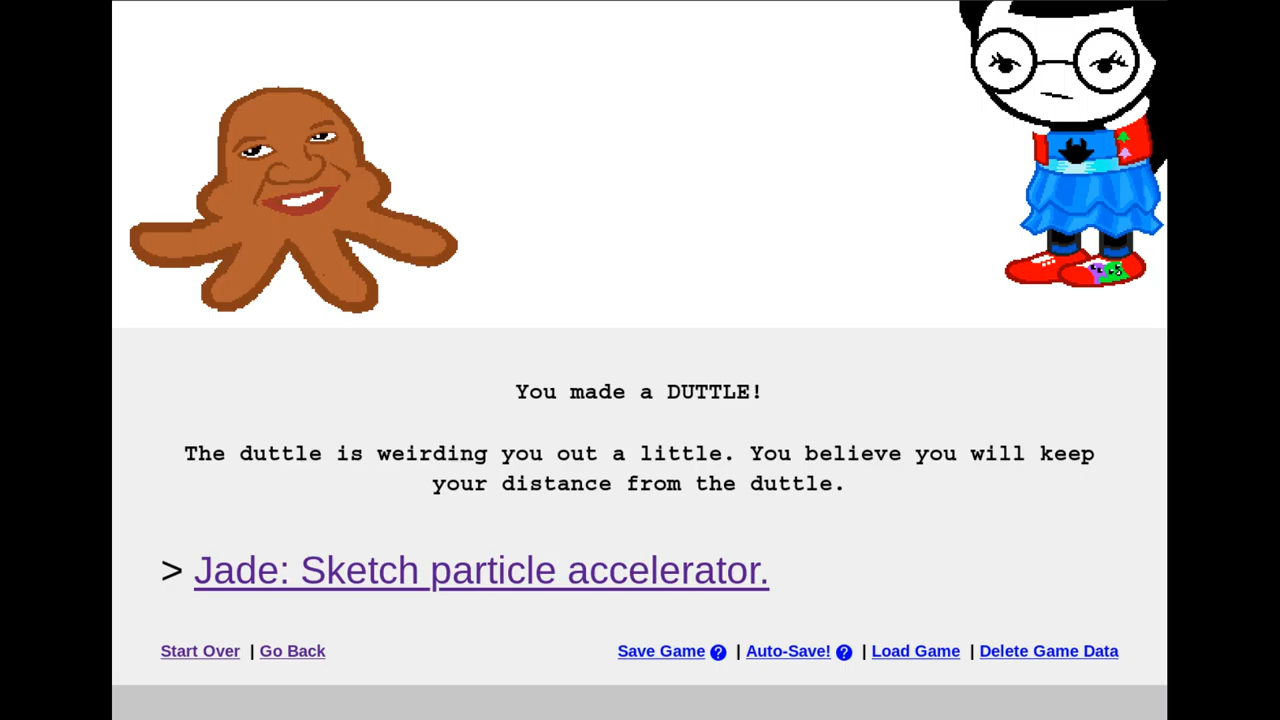 You made a DUTTLE!
The duttle is weirding you out a little. You believe you will keep
your distance from the duttle.
> Jade: Sketch particle accelerator.
Start Over | Go Back
Save Game ? | Auto-Save! ? | Load Game | Delete Game Data